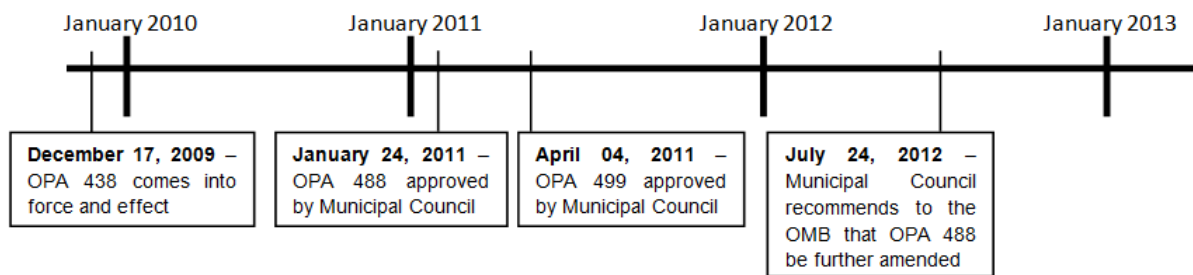 January 2010
January 2011
January 2012
January 2013
December 17, 2009 –
OPA 438 comes into
force and effect
January 24, 2011 –
OPA 488 approved
by Municipal Council
April 04, 2011 –
OPA 499 approved
by Municipal Council
July 24, 2012 –
Municipal Council
recommends to the
OMB that OPA 488
be further amended